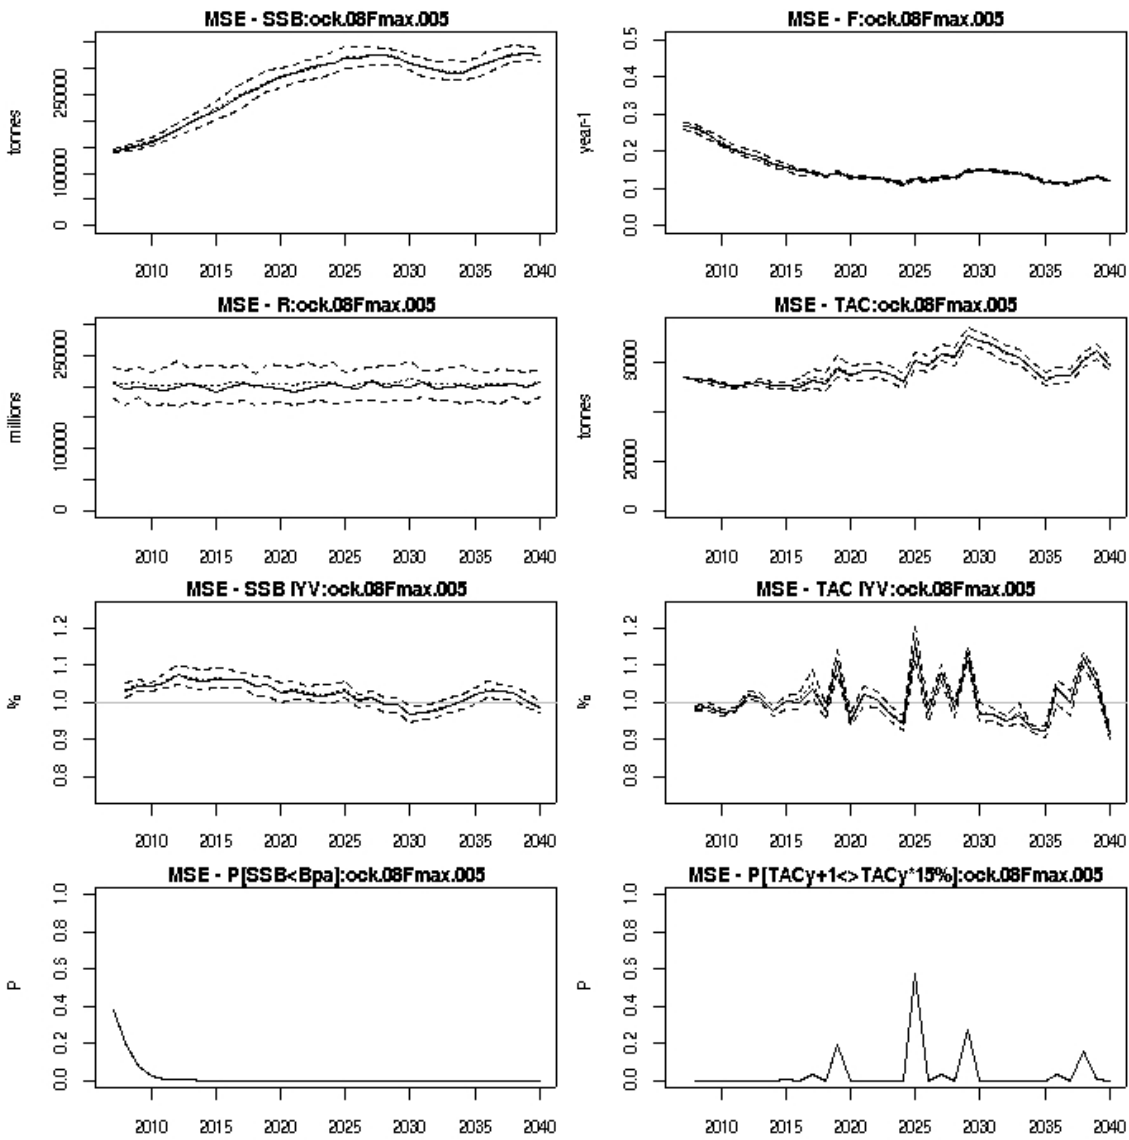 MSE - SSB:ock.08Fmax.005
tonnes
0 10000 250000
2010 2015 2020 2025 2030 2035 2040
MSE - F:ock.08Fmax.005
year-1
0.0 0.1 0.2 0.3 0.4 0.5
2010 2015 2020 2025 2030 2035 2040
MSE - R:ock.08Fmax.005
millions
0 100000 250000
2010 2015 2020 2025 2030 2035 2040
MSE - TAC:ock.08Fmax.005
tonnes
0 20000 90000
2010 2015 2020 2025 2030 2035 2040
MSE - SSB IYV:ock.08Fmax.005
%
0.8 0.9 1.0 1.1 1.2
2010 2015 2020 2025 2030 2035 2040
MSE - TAC IYV:ock.08Fmax.005
%
0.8 0.9 1.0 1.1 1.2
2010 2015 2020 2025 2030 2035 2040
MSE - P[SSB<Bpa]:ock.08Fmax.005
P
0.0 0.2 0.4 0.6 0.8 1.0
2010 2015 2020 2025 2030 2035 2040
MSE - P[TACy+1<>TACy*15%]:ock.08Fmax.005
P
0.0 0.2 0.4 0.6 0.8 1.0
2010 2015 2020 2025 2030 2035 2040